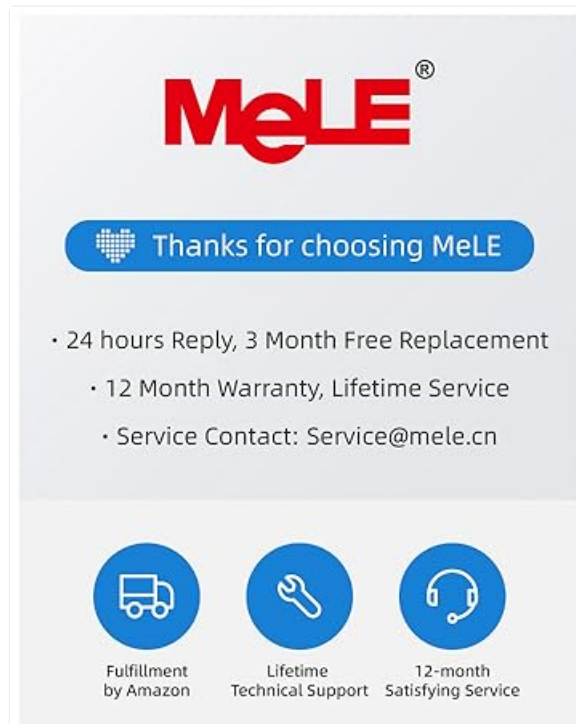 MeLE®
Thanks for choosing MeLE
· 24 hours Reply, 3 Month Free Replacement
· 12 Month Warranty, Lifetime Service
· Service Contact: Service@mele.cn
Fulfillment
by Amazon
Lifetime
Technical Support
12-month
Satisfying Service